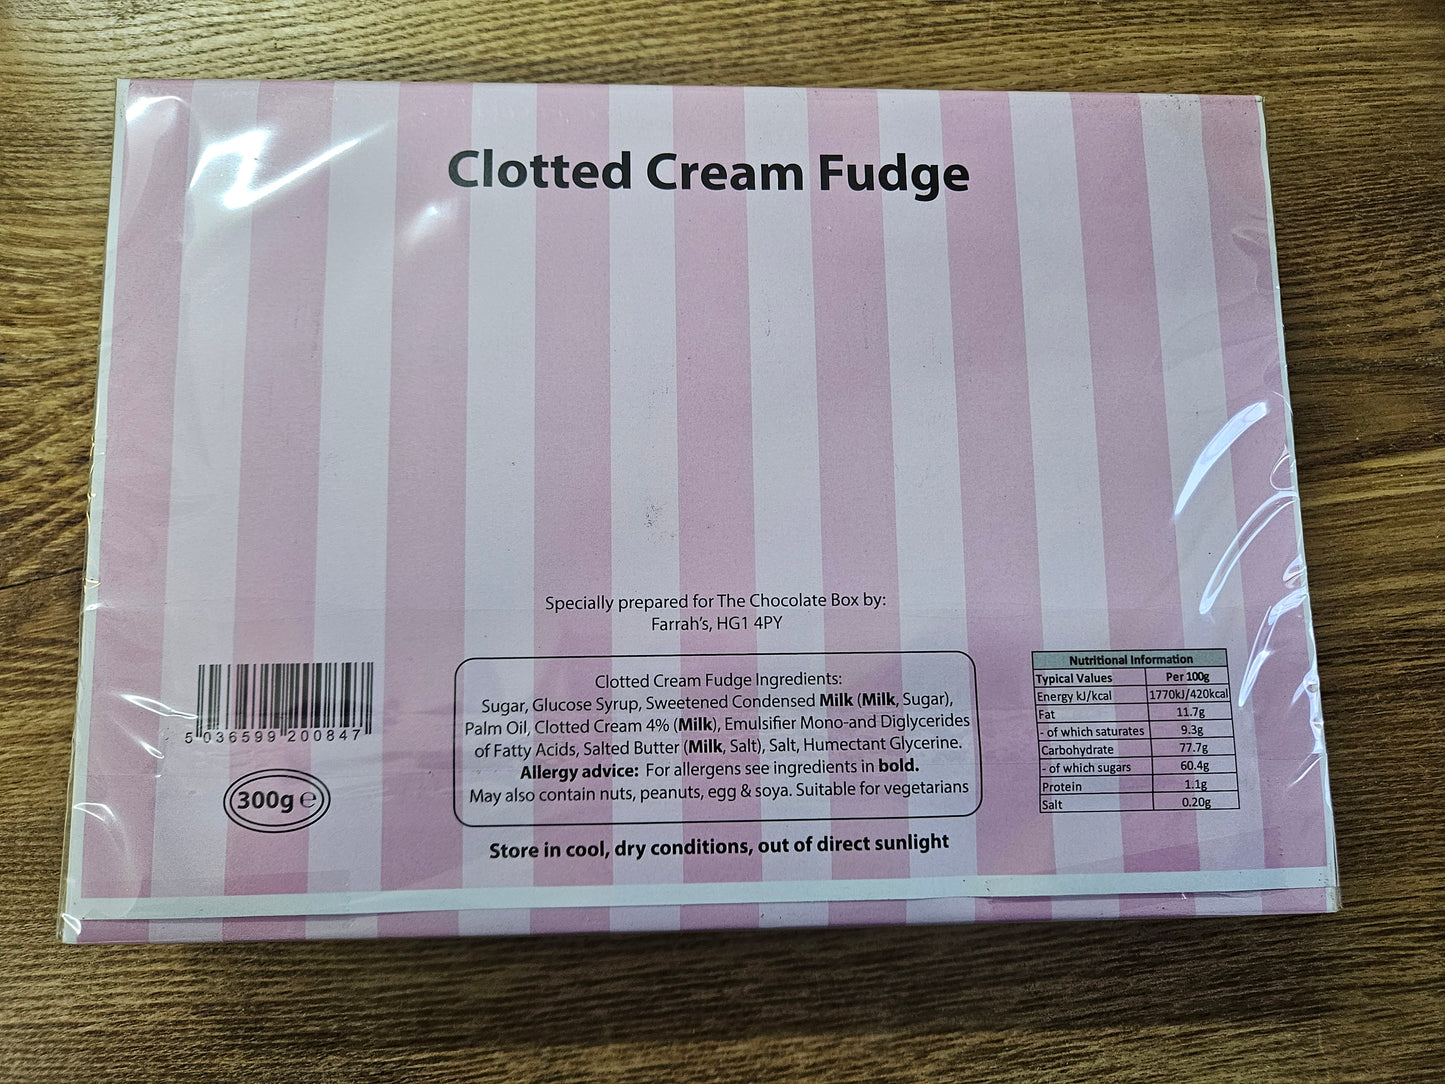 Clotted Cream Fudge
Specially prepared for The Chocolate Box by:
Farrah's, HG1 4PY
5 036599 200847
300g ℮
Clotted Cream Fudge Ingredients:
Sugar, Glucose Syrup, Sweetened Condensed Milk (Milk, Sugar),
Palm Oil, Clotted Cream 4% (Milk), Emulsifier Mono-and Diglycerides
of Fatty Acids, Salted Butter (Milk, Salt), Salt, Humectant Glycerine.
Allergy advice: For allergens see ingredients in bold.
May also contain nuts, peanuts, egg & soya. Suitable for vegetarians
Store in cool, dry conditions, out of direct sunlight
Nutritional Information
Typical Values Per 100g
Energy kJ/kcal 1770kJ/420kcal
Fat 11.7g
- of which saturates 9.3g
Carbohydrate 77.7g
- of which sugars 60.4g
Protein 1.1g
Salt 0.20g